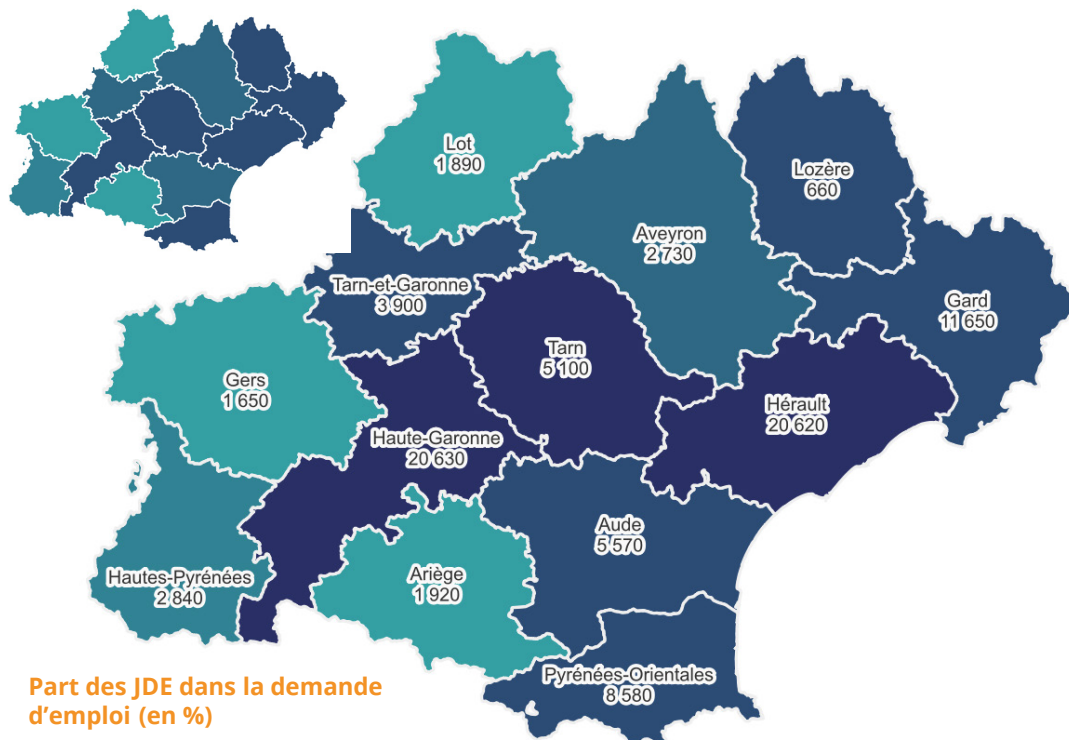 Lot
1 890
Lozère
660
Aveyron
2 730
Tarn-et-Garonne
3 900
Gard
11 650
Tarn
5 100
Gers
1 650
Hérault
20 620
Haute-Garonne
20 630
Aude
5 570
Hautes-Pyrénées
2 840
Ariège
1 920
Pyrénées-Orientales
8 580
Part des JDE dans la demande
d’emploi (en %)